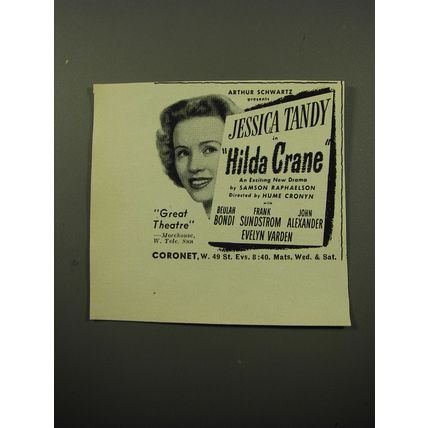 ARTHUR SCHWARTZ
presents
JESSICA TANDY
in
"Hilda Crane"
An Exciting New Drama
by SAMSON RAPHAELSON
Directed by HUME CRONYN
with
BEULAH BONDI
FRANK SUNDSTROM
JOHN ALEXANDER
EVELYN VARDEN
"Great
Theatre"
—Morehouse,
W. Tele. Sun
CORONET, W. 49 St. Evs. 8:40. Mats. Wed. & Sat.